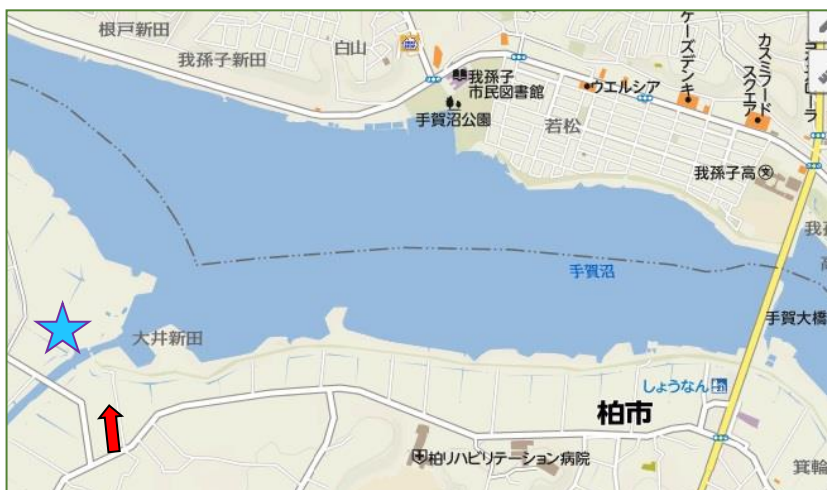 根戸新田
我孫子新田
白山
我孫子
市民図書館
手賀沼公園
ウエルシア
ケーズデンキ
カスミフード
スクエア
若松
我孫子高
手賀沼
手賀大橋
大井新田
しょうなん
柏市
柏リハビリテーション病院
箕輪